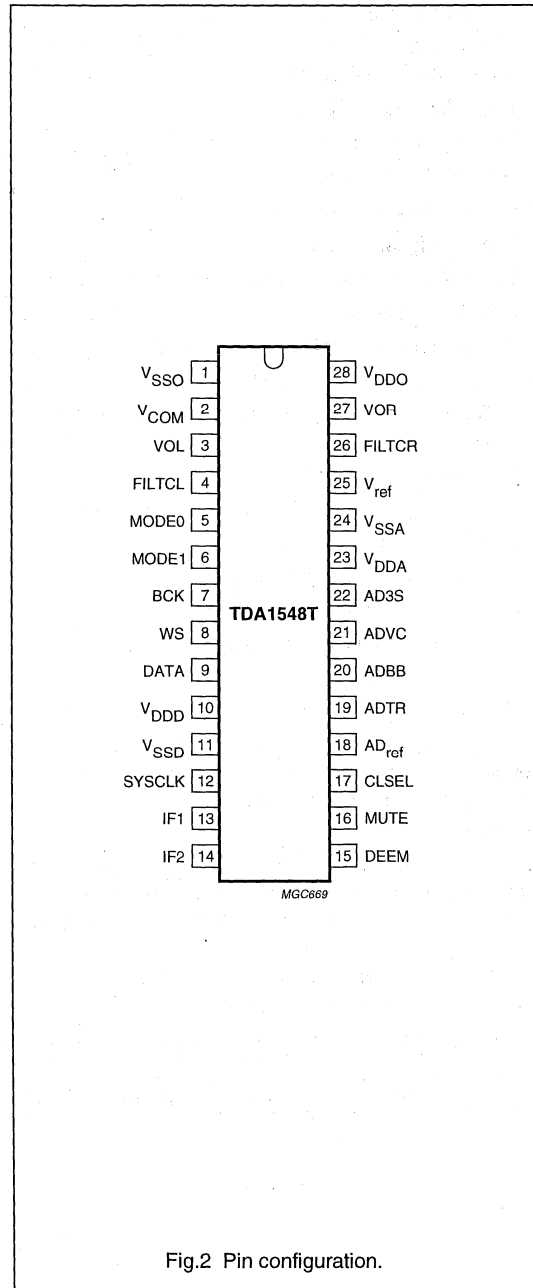 V_SSO 1 28 V_DDO
V_COM 2 27 VOR
VOL 3 26 FILTCR
FILTCL 4 25 V_ref
MODE0 5 24 V_SSA
MODE1 6 23 V_DDA
BCK 7 22 AD3S
TDA1548T
WS 8 21 ADVC
DATA 9 20 ADBB
V_DDD 10 19 ADTR
V_SSD 11 18 AD_ref
SYSCLK 12 17 CLSEL
IF1 13 16 MUTE
IF2 14 15 DEEM
MGC669
Fig.2 Pin configuration.